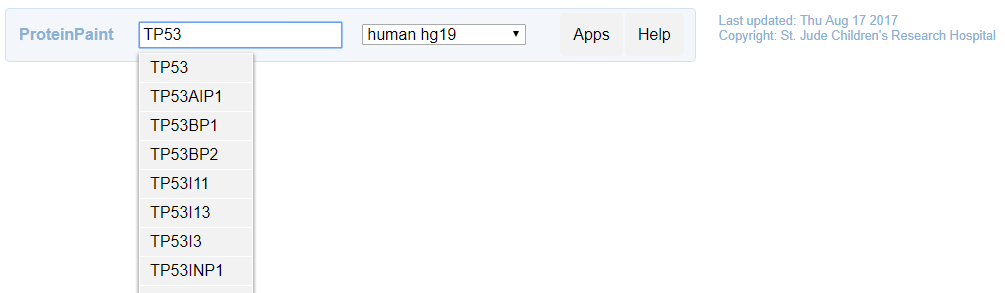 ProteinPaint TP53 human hg19 Apps Help
Last updated: Thu Aug 17 2017
Copyright: St. Jude Children's Research Hospital
TP53
TP53AIP1
TP53BP1
TP53BP2
TP53I11
TP53I13
TP53I3
TP53INP1